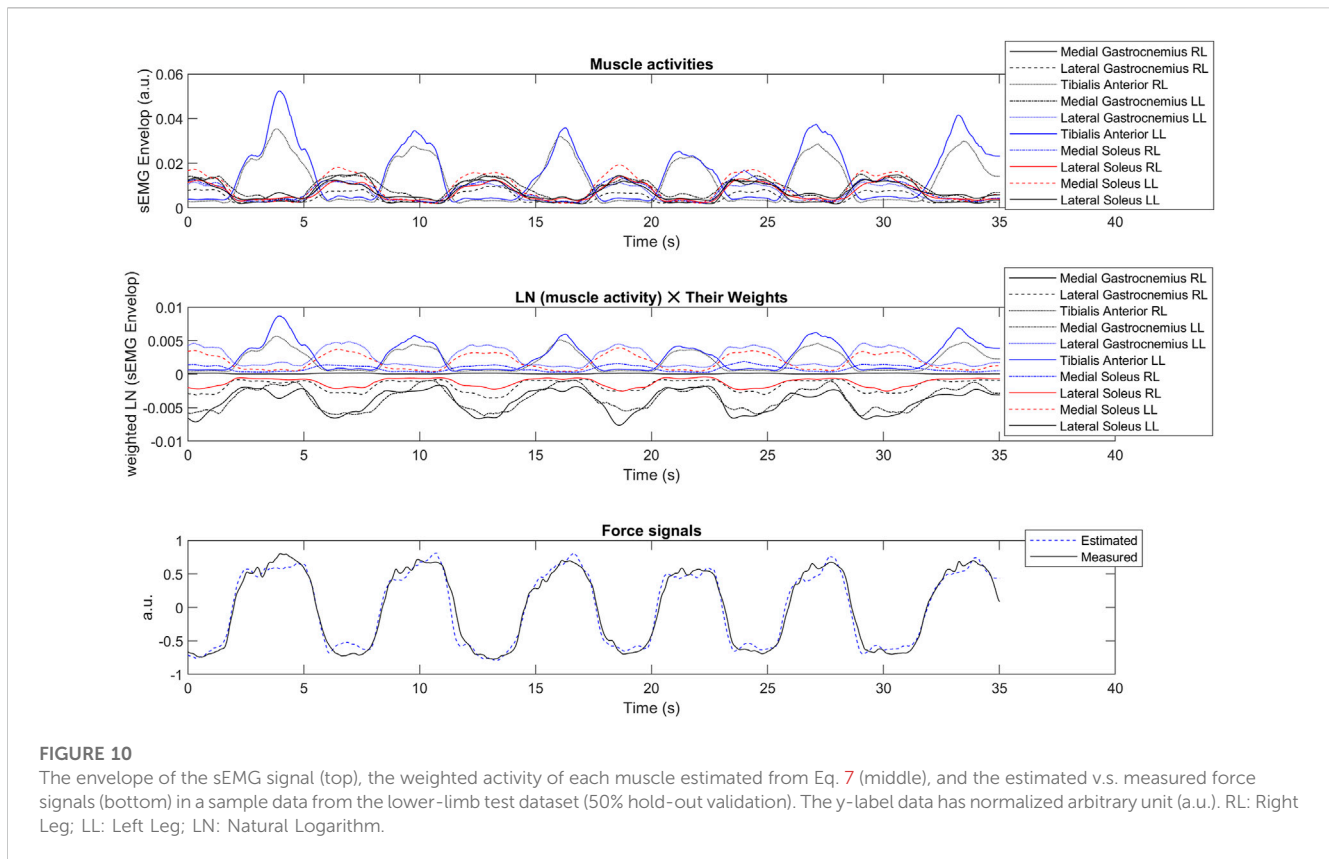 Muscle activities
sEMG Envelop (a.u.)
0.06
0.04
0.02
0
0 5 10 15 20 25 30 35 40
Time (s)
Medial Gastrocnemius RL
Lateral Gastrocnemius RL
Tibialis Anterior RL
Medial Gastrocnemius LL
Lateral Gastrocnemius LL
Tibialis Anterior LL
Medial Soleus RL
Lateral Soleus RL
Medial Soleus LL
Lateral Soleus LL
LN (muscle activity) ✕ Their Weights
weighted LN (sEMG Envelop)
0.01
0.005
0
-0.005
-0.01
0 5 10 15 20 25 30 35 40
Time (s)
Medial Gastrocnemius RL
Lateral Gastrocnemius RL
Tibialis Anterior RL
Medial Gastrocnemius LL
Lateral Gastrocnemius LL
Tibialis Anterior LL
Medial Soleus RL
Lateral Soleus RL
Medial Soleus LL
Lateral Soleus LL
Force signals
a.u.
1
0.5
0
-0.5
-1
0 5 10 15 20 25 30 35 40
Time (s)
Estimated
Measured
FIGURE 10
The envelope of the sEMG signal (top), the weighted activity of each muscle estimated from Eq. 7 (middle), and the estimated v.s. measured force
signals (bottom) in a sample data from the lower-limb test dataset (50% hold-out validation). The y-label data has normalized arbitrary unit (a.u.). RL: Right
Leg; LL: Left Leg; LN: Natural Logarithm.